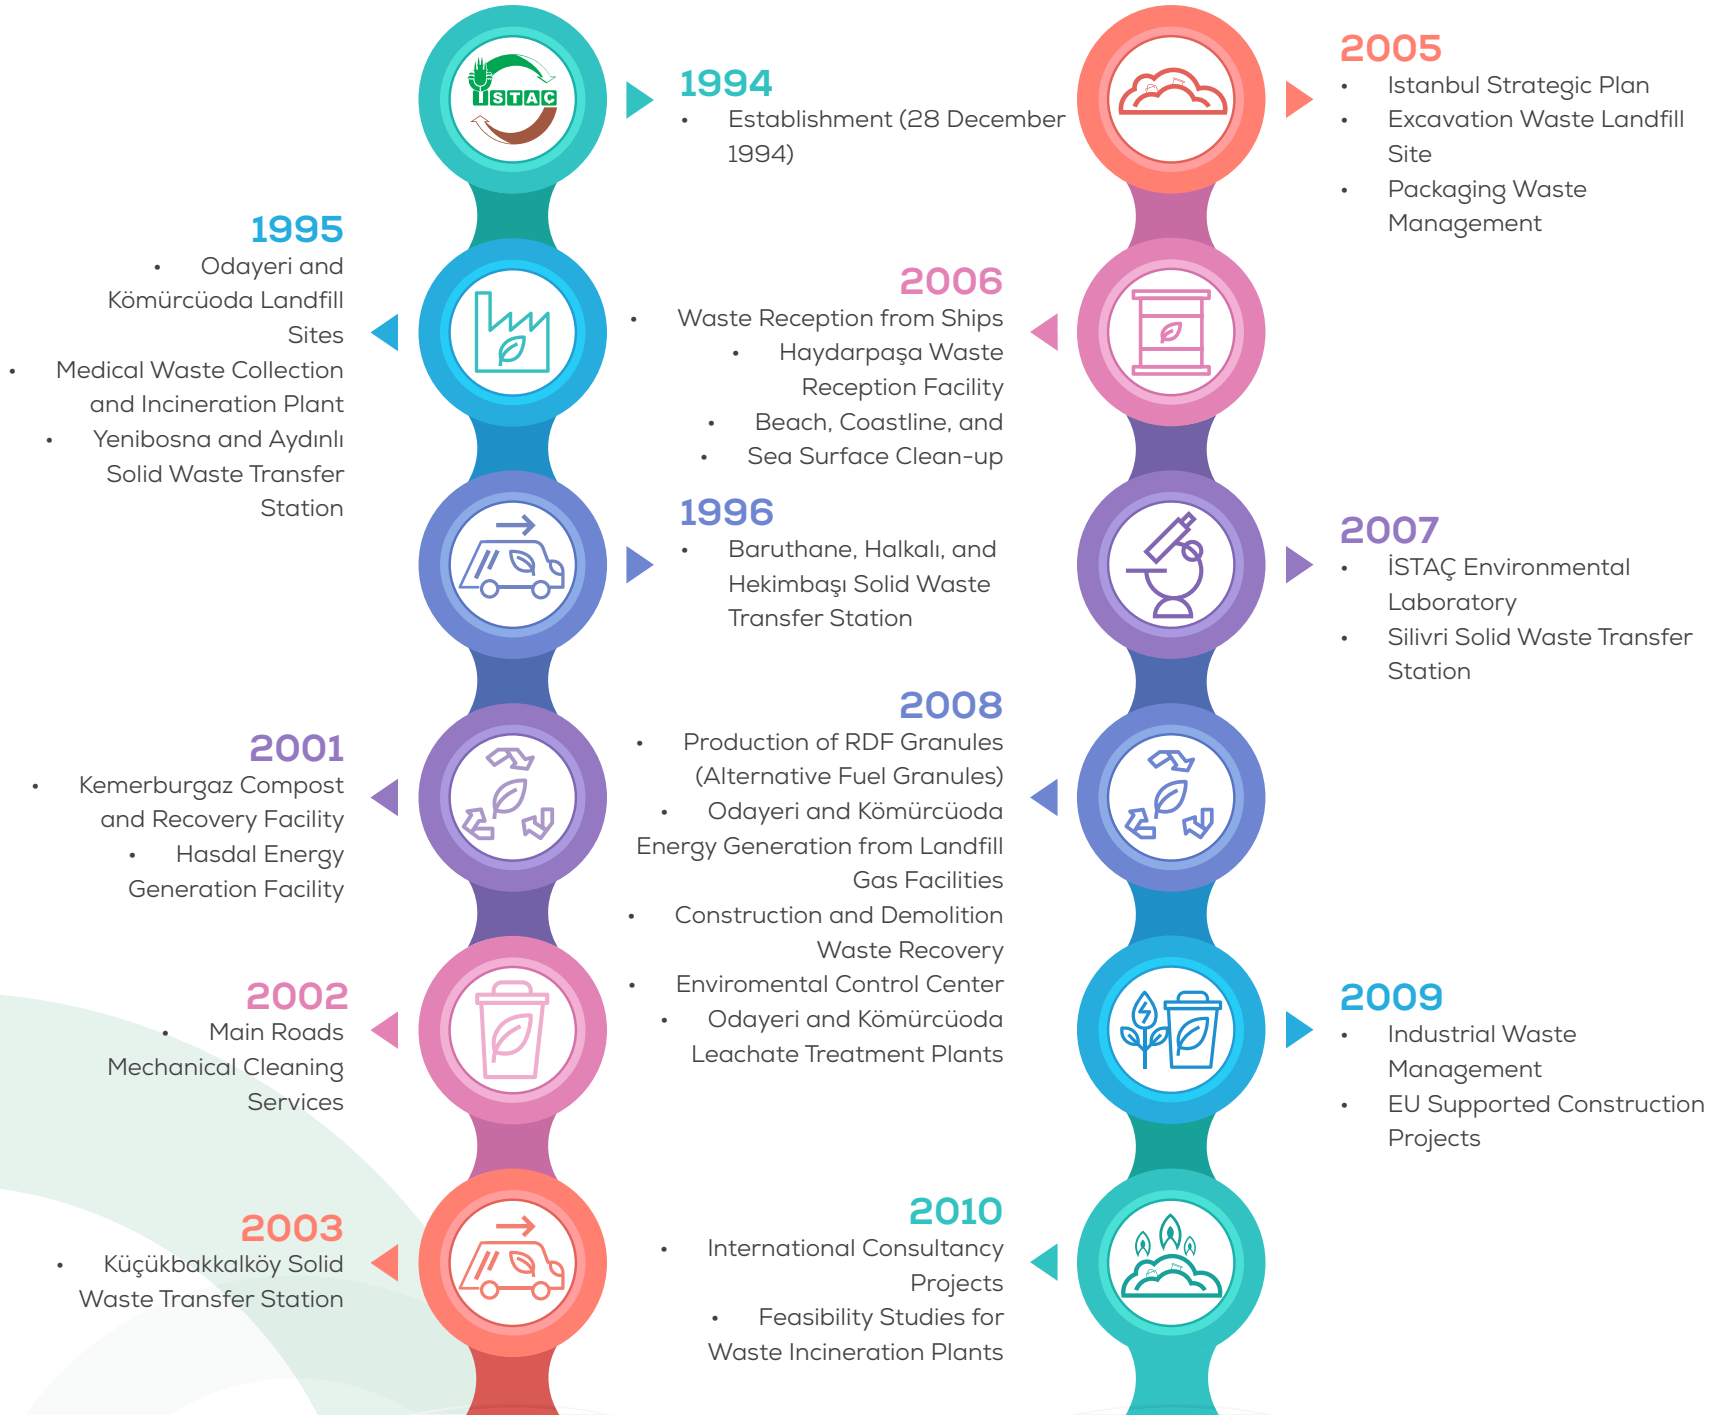 İSTAÇ
1994
• Establishment (28 December
1994)
1995
• Odayeri and
Kömürcüoda Landfill
Sites
• Medical Waste Collection
and Incineration Plant
• Yenibosna and Aydınlı
Solid Waste Transfer
Station
1996
• Baruthane, Halkalı, and
Hekimbaşı Solid Waste
Transfer Station
2001
• Kemerburgaz Compost
and Recovery Facility
• Hasdal Energy
Generation Facility
2002
• Main Roads
Mechanical Cleaning
Services
2003
• Küçükbakkalköy Solid
Waste Transfer Station
2005
• Istanbul Strategic Plan
• Excavation Waste Landfill
Site
• Packaging Waste
Management
2006
• Waste Reception from Ships
• Haydarpaşa Waste
Reception Facility
• Beach, Coastline, and
• Sea Surface Clean-up
2007
• İSTAÇ Environmental
Laboratory
• Silivri Solid Waste Transfer
Station
2008
• Production of RDF Granules
(Alternative Fuel Granules)
• Odayeri and Kömürcüoda
Energy Generation from Landfill
Gas Facilities
• Construction and Demolition
Waste Recovery
• Enviromental Control Center
• Odayeri and Kömürcüoda
Leachate Treatment Plants
2009
• Industrial Waste
Management
• EU Supported Construction
Projects
2010
• International Consultancy
Projects
• Feasibility Studies for
Waste Incineration Plants